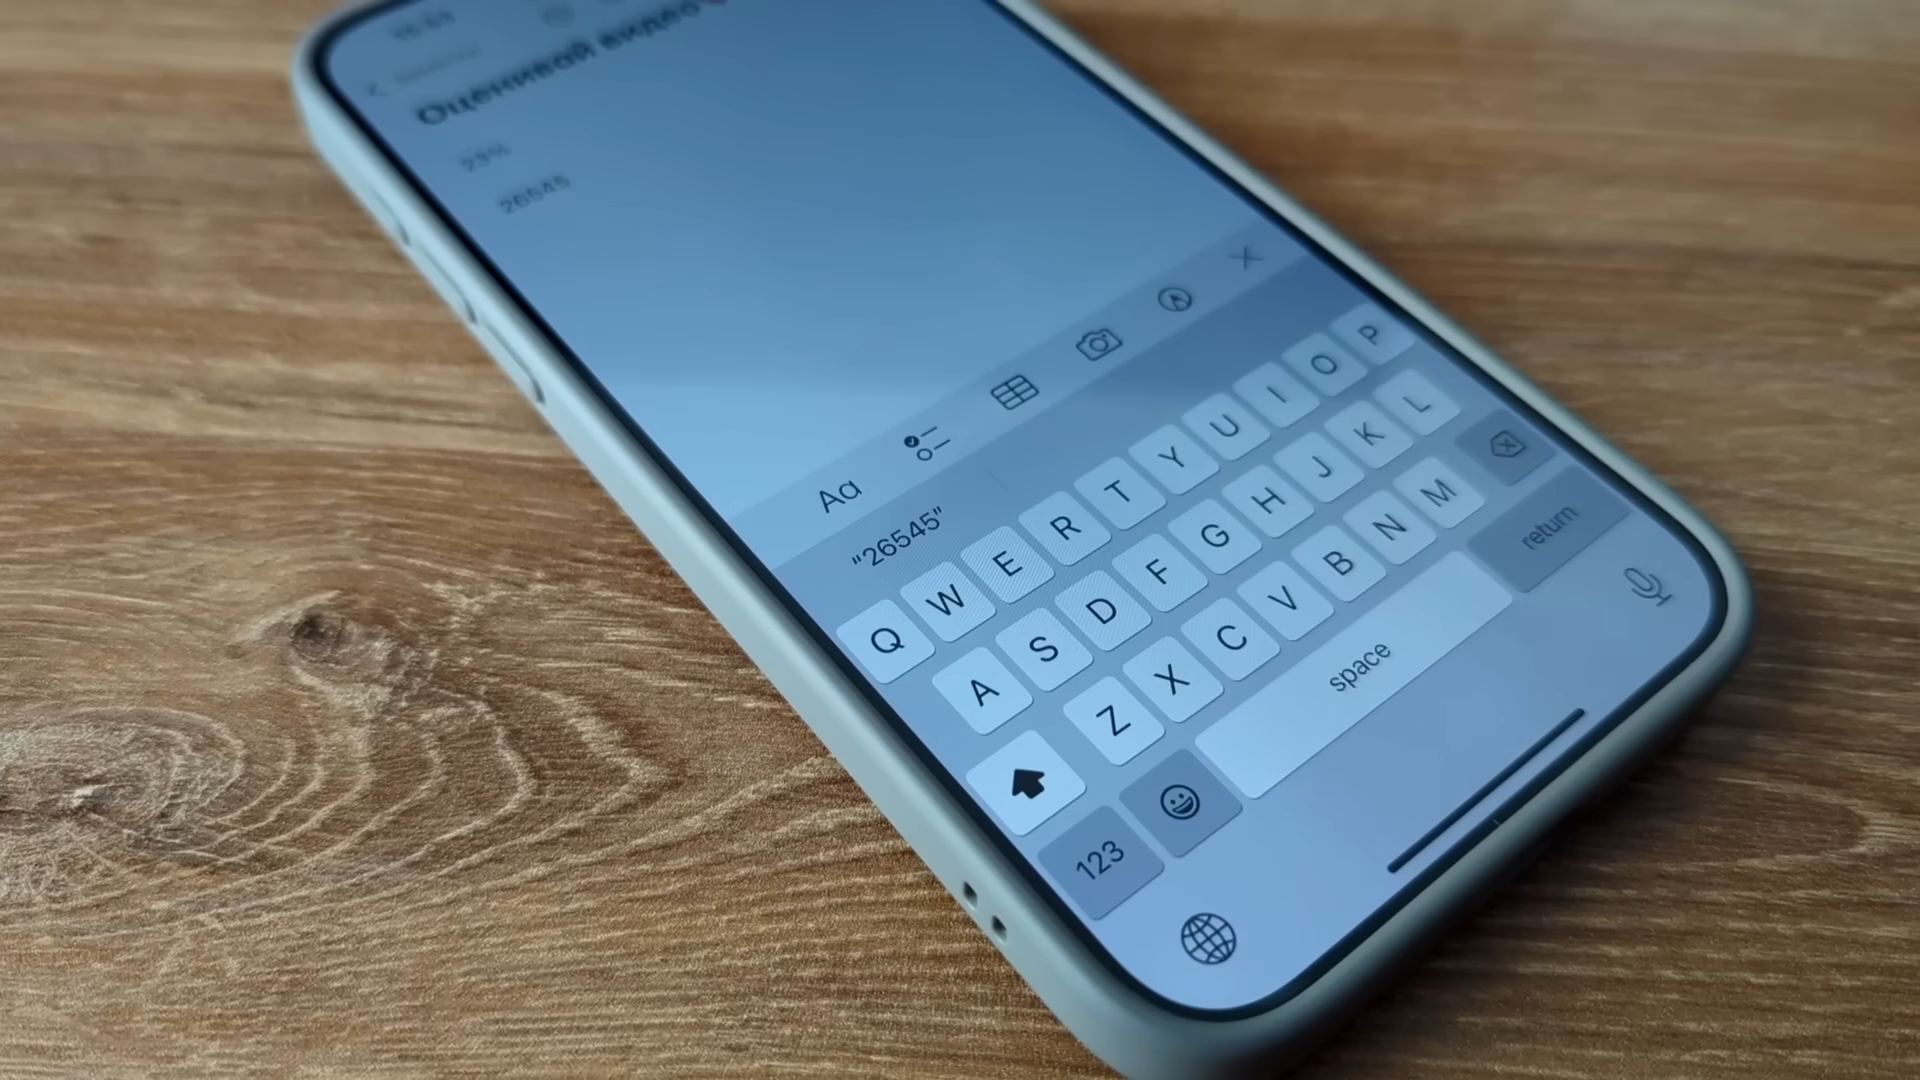 Оценивай видео
23%
26545
Aa
"26545"
Q W E R T Y U I O P
A S D F G H J K L
Z X C V B N M
123 space return